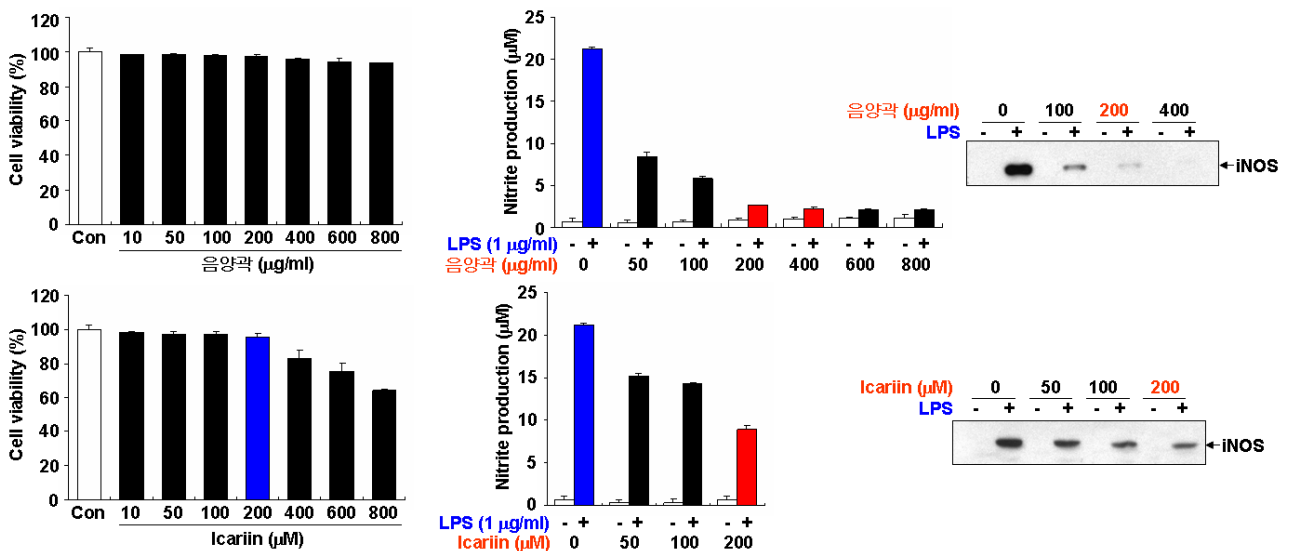 Cell viability (%)
120
100
80
60
40
20
0
Con 10 50 100 200 400 600 800
음양곽 (μg/ml)
Nitrite production (μM)
25
20
15
10
5
0
- + - + - + - + - + - + - +
LPS (1 μg/ml)
음양곽 (μg/ml) 0 50 100 200 400 600 800
음양곽 (μg/ml) 0 100 200 400
LPS - + - + - + - +
iNOS
Cell viability (%)
120
100
80
60
40
20
0
Con 10 50 100 200 400 600 800
Icariin (μM)
Nitrite production (μM)
25
20
15
10
5
0
LPS (1 μg/ml) - + - + - + - +
Icariin (μM) 0 50 100 200
Icariin (μM) 0 50 100 200
LPS - + - + - + - +
iNOS